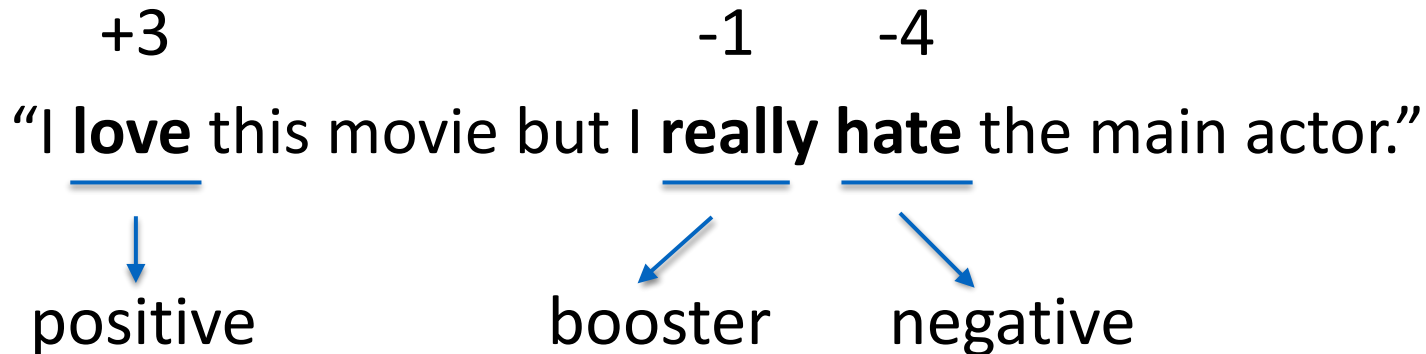 +3 -1 -4
“I love this movie but I really hate the main actor.”
positive booster negative